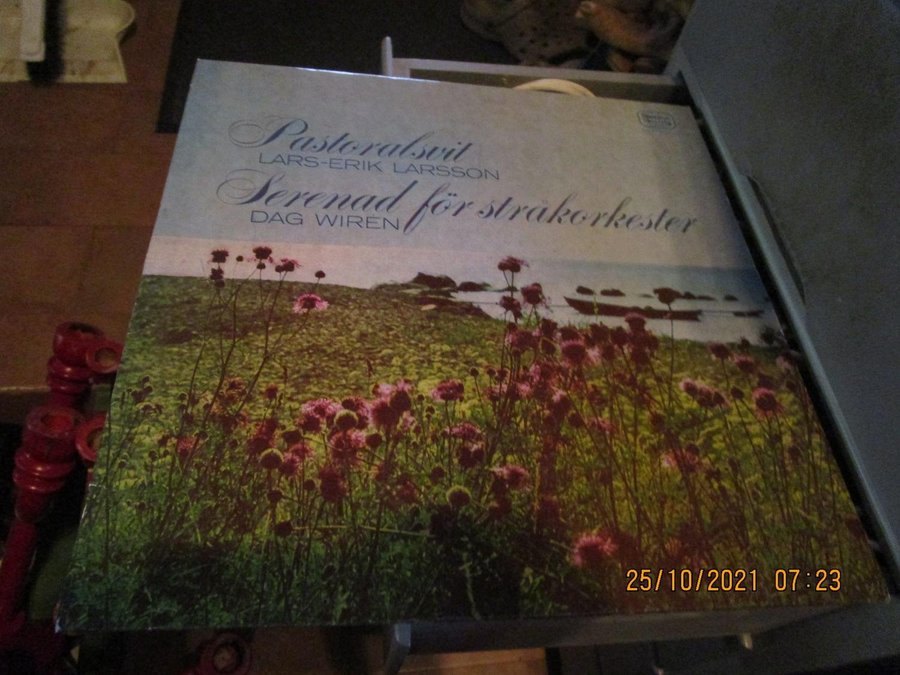 Pastoralsvit
LARS-ERIK LARSSON
Serenad för stråkorkester
DAG WIREN
25/10/2021 07:23